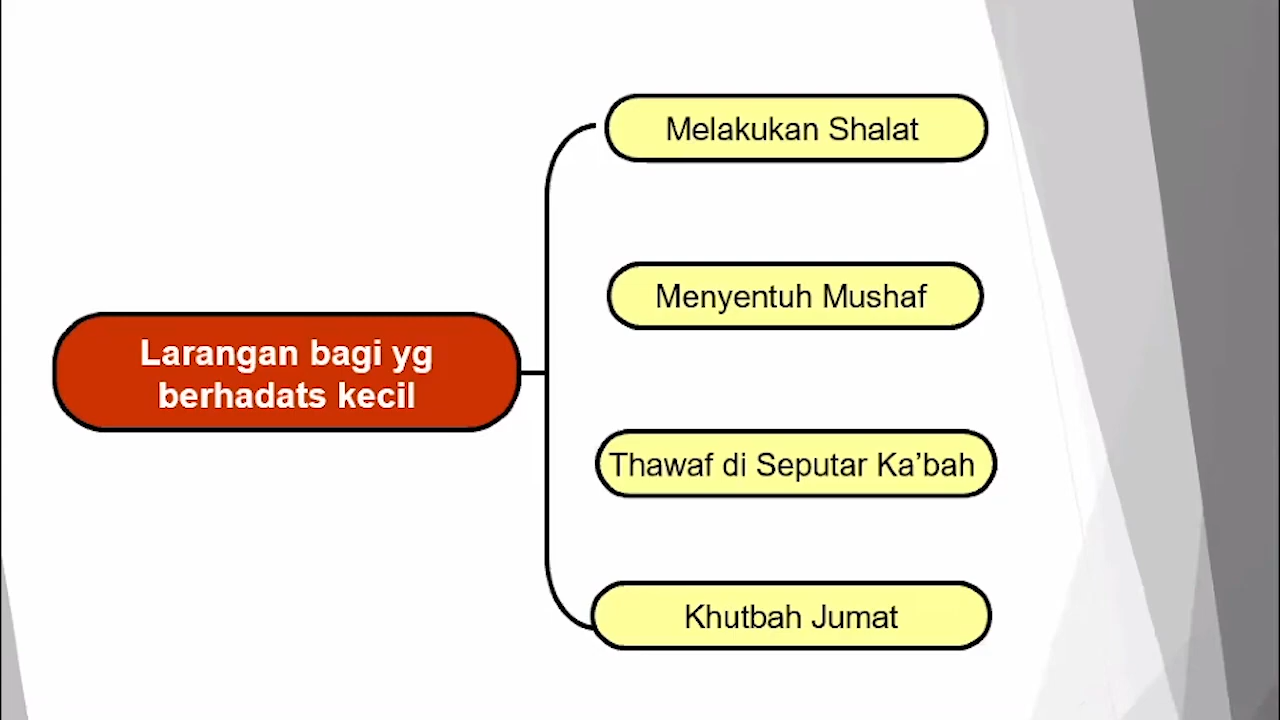 Larangan bagi yg
berhadats kecil
Melakukan Shalat
Menyentuh Mushaf
Thawaf di Seputar Ka’bah
Khutbah Jumat